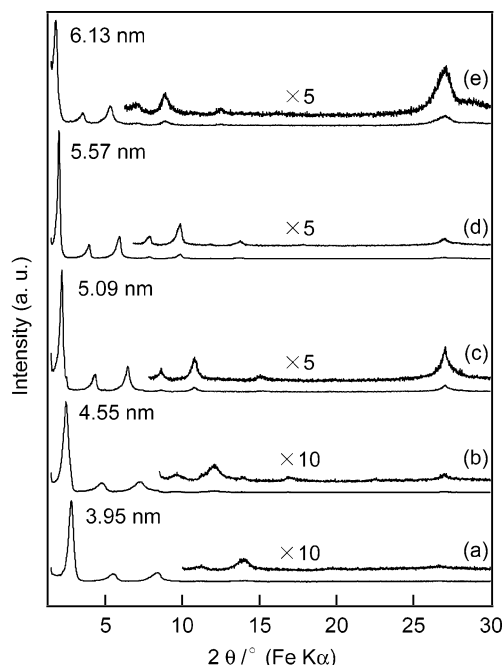 6.13 nm
× 5
(e)
5.57 nm
× 5
(d)
5.09 nm
× 5
(c)
4.55 nm
× 10
(b)
3.95 nm
× 10
(a)
Intensity (a. u.)
5 10 15 20 25 30
2 θ /° (Fe Kα)